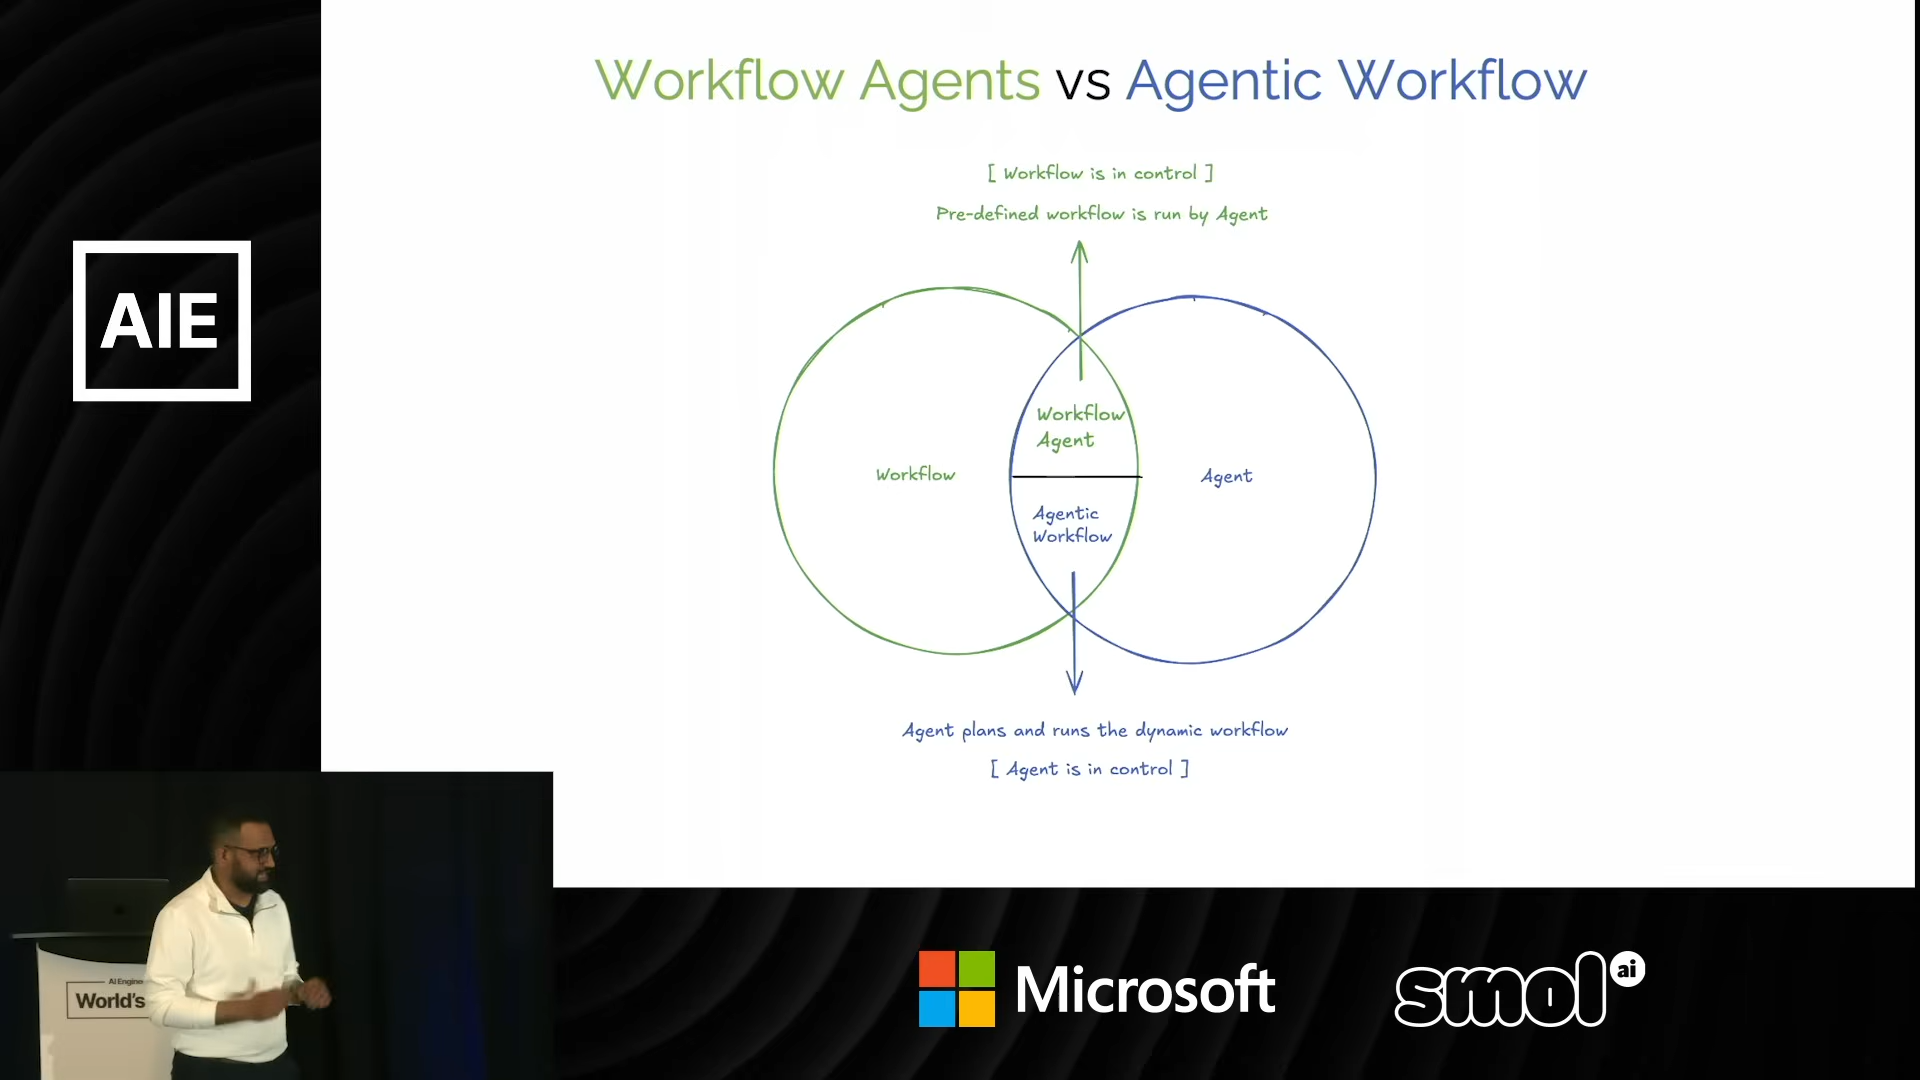 Workflow Agents vs Agentic Workflow
[ Workflow is in control ]
Pre-defined workflow is run by Agent
AIE
Workflow
Agent
Workflow
Agent
Agentic
Workflow
Agent plans and runs the dynamic workflow
[ Agent is in control ]
AI Engine
World's
Microsoft
smol ai